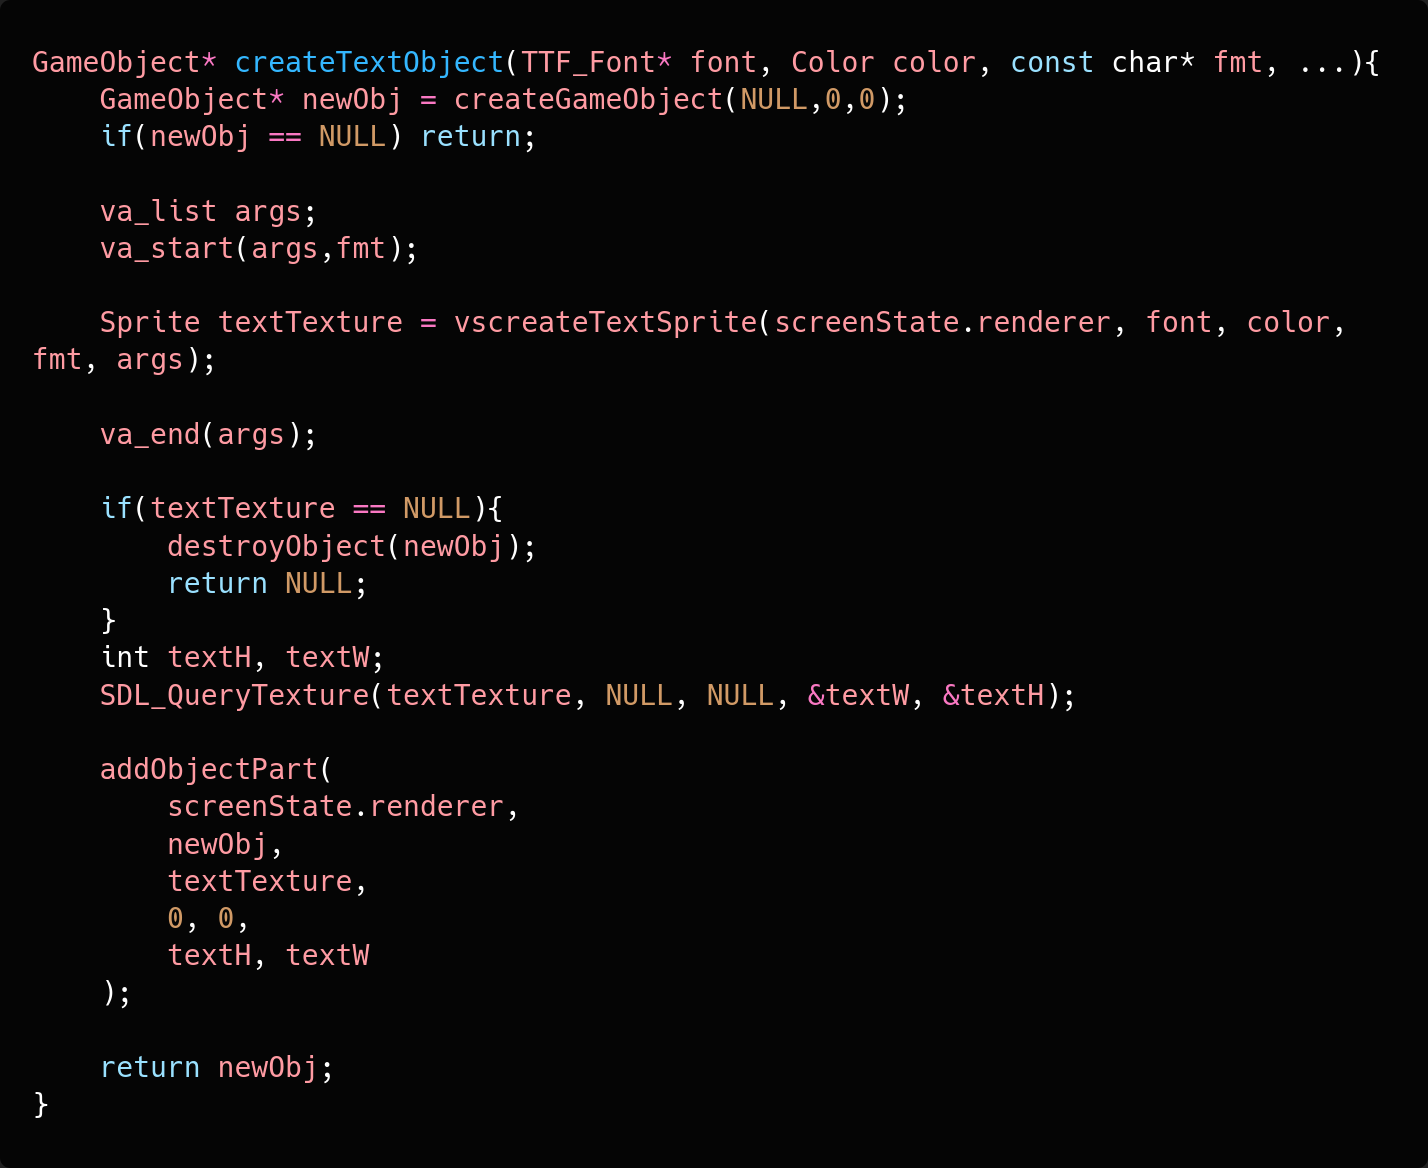 GameObject* createTextObject(TTF_Font* font, Color color, const char* fmt, ...){
    GameObject* newObj = createGameObject(NULL,0,0);
    if(newObj == NULL) return;

    va_list args;
    va_start(args,fmt);

    Sprite textTexture = vscreateTextSprite(screenState.renderer, font, color,
fmt, args);

    va_end(args);

    if(textTexture == NULL){
        destroyObject(newObj);
        return NULL;
    }
    int textH, textW;
    SDL_QueryTexture(textTexture, NULL, NULL, &textW, &textH);

    addObjectPart(
        screenState.renderer,
        newObj,
        textTexture,
        0, 0,
        textH, textW
    );

    return newObj;
}